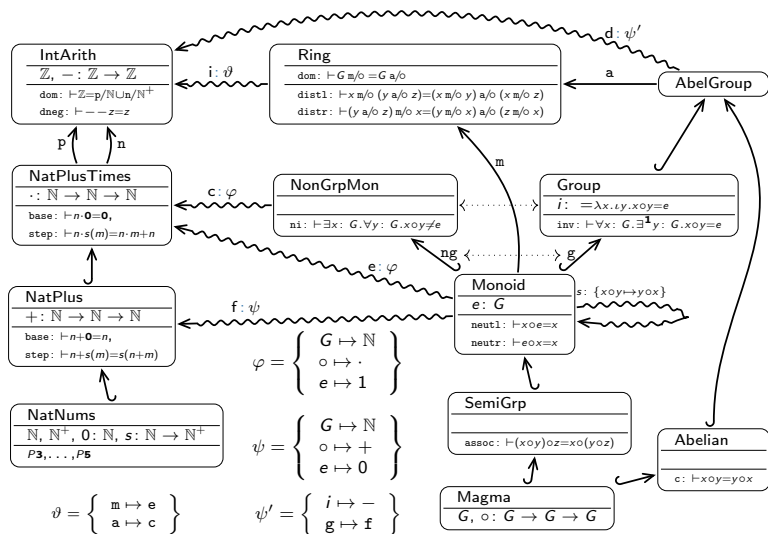 d: ψ′
IntArith
ℤ, −: ℤ → ℤ
dom: ⊢ℤ=p/ℕ∪n/ℕ⁺
dneg: ⊢−−z=z
i: ϑ
Ring
dom: ⊢G m/○=G a/○
distl: ⊢x m/○ (y a/○ z)=(x m/○ y) a/○ (x m/○ z)
distr: ⊢(y a/○ z) m/○ x=(y m/○ x) a/○ (z m/○ x)
a
AbelGroup
p
n
m
NatPlusTimes
·: ℕ → ℕ → ℕ
base: ⊢n·0=0,
step: ⊢n·s(m)=n·m+n
c: φ
NonGrpMon
ni: ⊢∃x: G.∀y: G.x○y≠e
Group
i: =λx.ιy.x○y=e
inv: ⊢∀x: G.∃¹y: G.x○y=e
ng
g
e: φ
NatPlus
+: ℕ → ℕ → ℕ
base: ⊢n+0=n,
step: ⊢n+s(m)=s(n+m)
f: ψ
Monoid
e: G
neutl: ⊢x○e=x
neutr: ⊢e○x=x
s: {x○y↦y○x}
φ = { G ↦ ℕ
○ ↦ ·
e ↦ 1 }
NatNums
ℕ, ℕ⁺, 0: ℕ, s: ℕ → ℕ⁺
P3,...,P5
ψ = { G ↦ ℕ
○ ↦ +
e ↦ 0 }
SemiGrp
assoc: ⊢(x○y)○z=x○(y○z)
Abelian
c: ⊢x○y=y○x
ϑ = { m ↦ e
a ↦ c }
ψ′ = { i ↦ −
g ↦ f }
Magma
G, ○: G → G → G